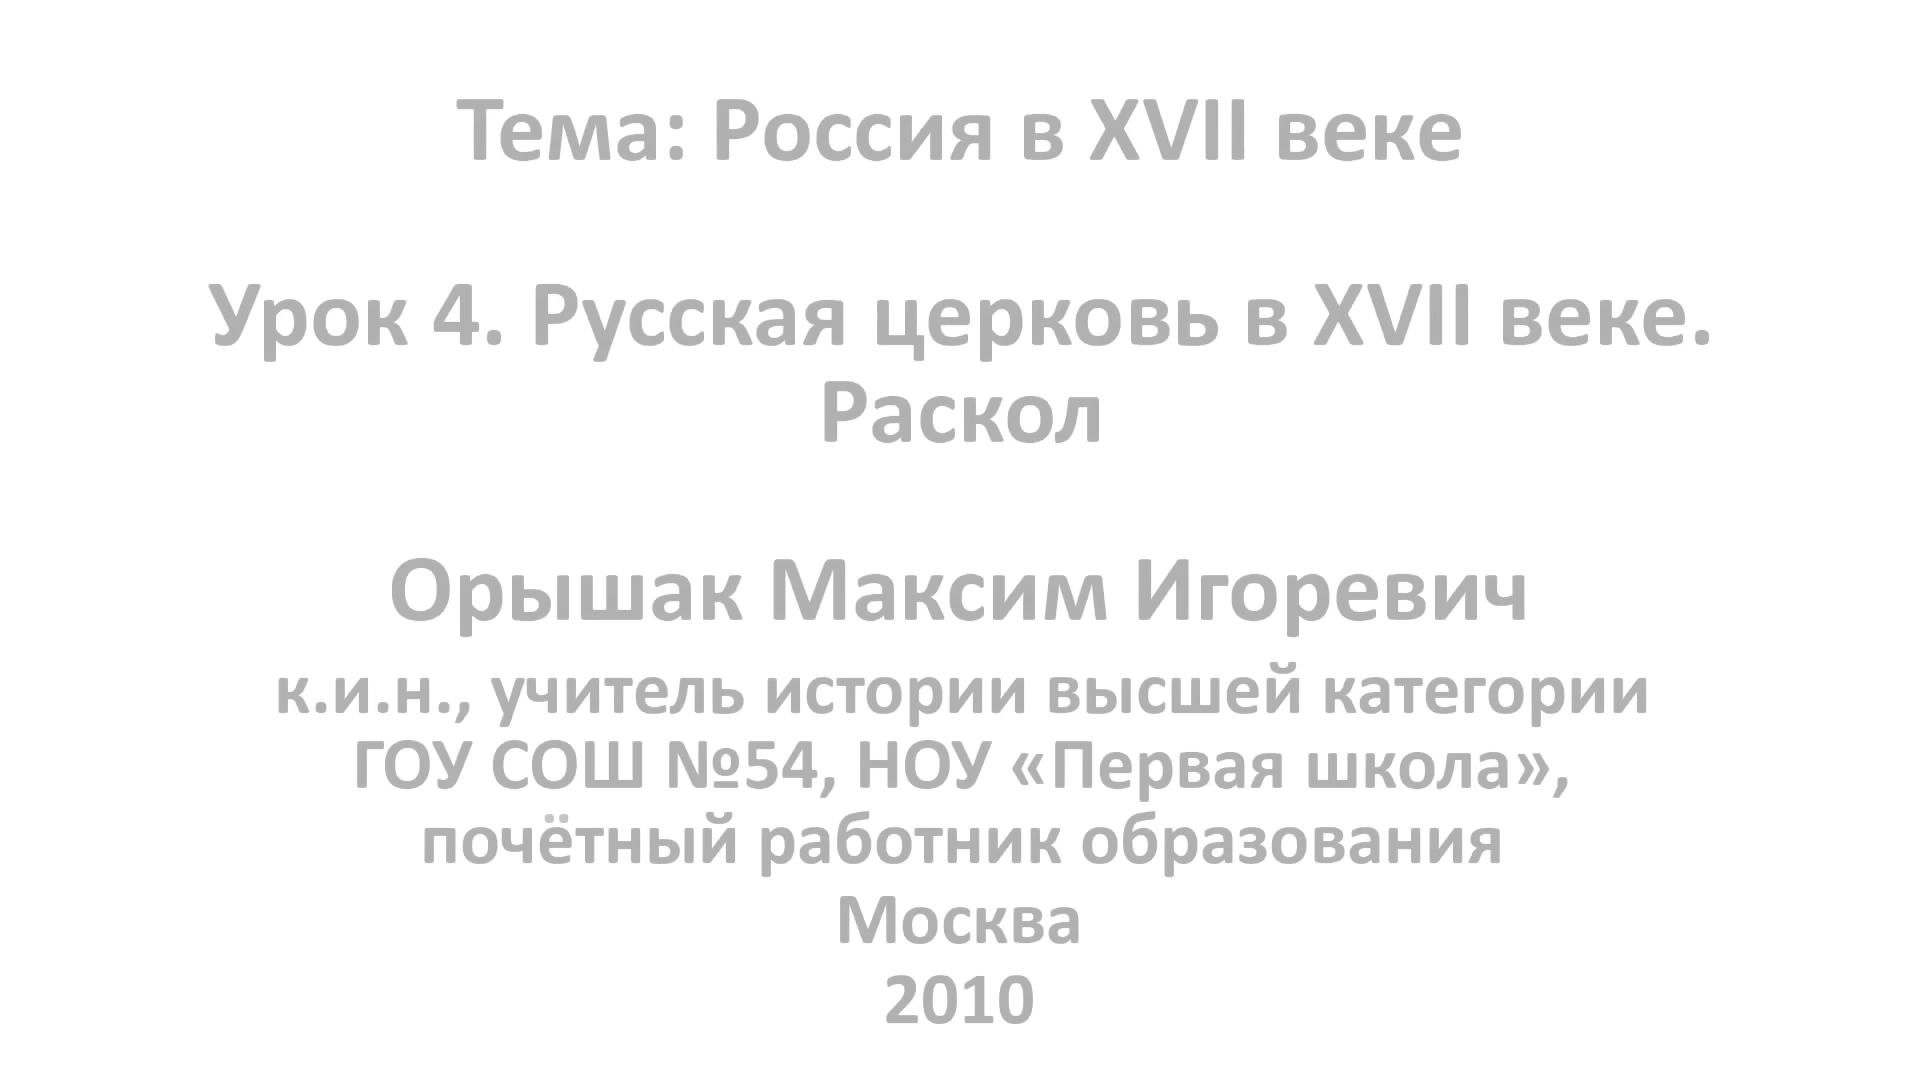 Тема: Россия в XVII веке
Урок 4. Русская церковь в XVII веке.
Раскол
Орышак Максим Игоревич
к.и.н., учитель истории высшей категории
ГОУ СОШ №54, НОУ «Первая школа»,
почётный работник образования
Москва
2010